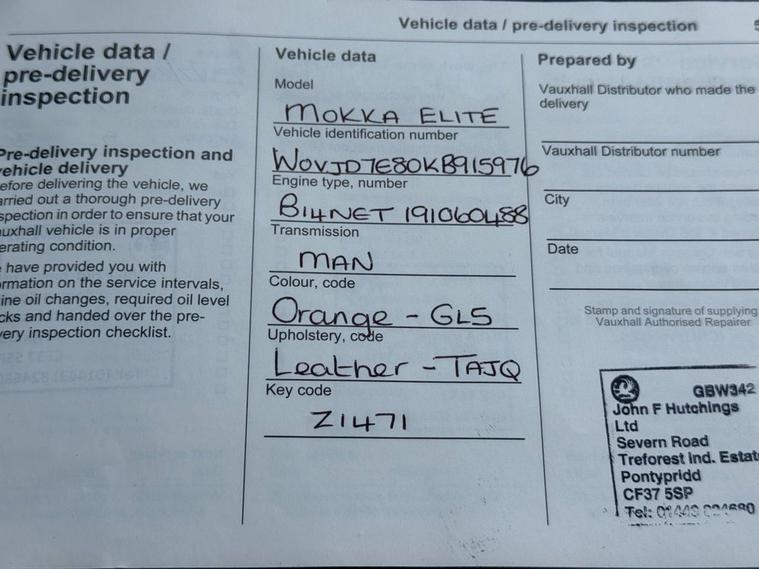 Vehicle data / pre-delivery inspection
Vehicle data /
pre-delivery
inspection
Pre-delivery inspection and
vehicle delivery
efore delivering the vehicle, we
arried out a thorough pre-delivery
spection in order to ensure that your
auxhall vehicle is in proper
erating condition.
have provided you with
rmation on the service intervals,
ine oil changes, required oil level
cks and handed over the pre-
very inspection checklist.
Vehicle data
Model
MOKKA ELITE
Vehicle identification number
WOVJD7E80KB915976
Engine type, number
B14NET 191060488
Transmission
MAN
Colour, code
Orange - GLS
Upholstery, code
Leather - TAJQ
Key code
Z1471
Prepared by
Vauxhall Distributor who made the
delivery
Vauxhall Distributor number
City
Date
Stamp and signature of supplying
Vauxhall Authorised Repairer
GBW342
John F Hutchings
Ltd
Severn Road
Treforest Ind. Estat
Pontypridd
CF37 5SP
Tel: